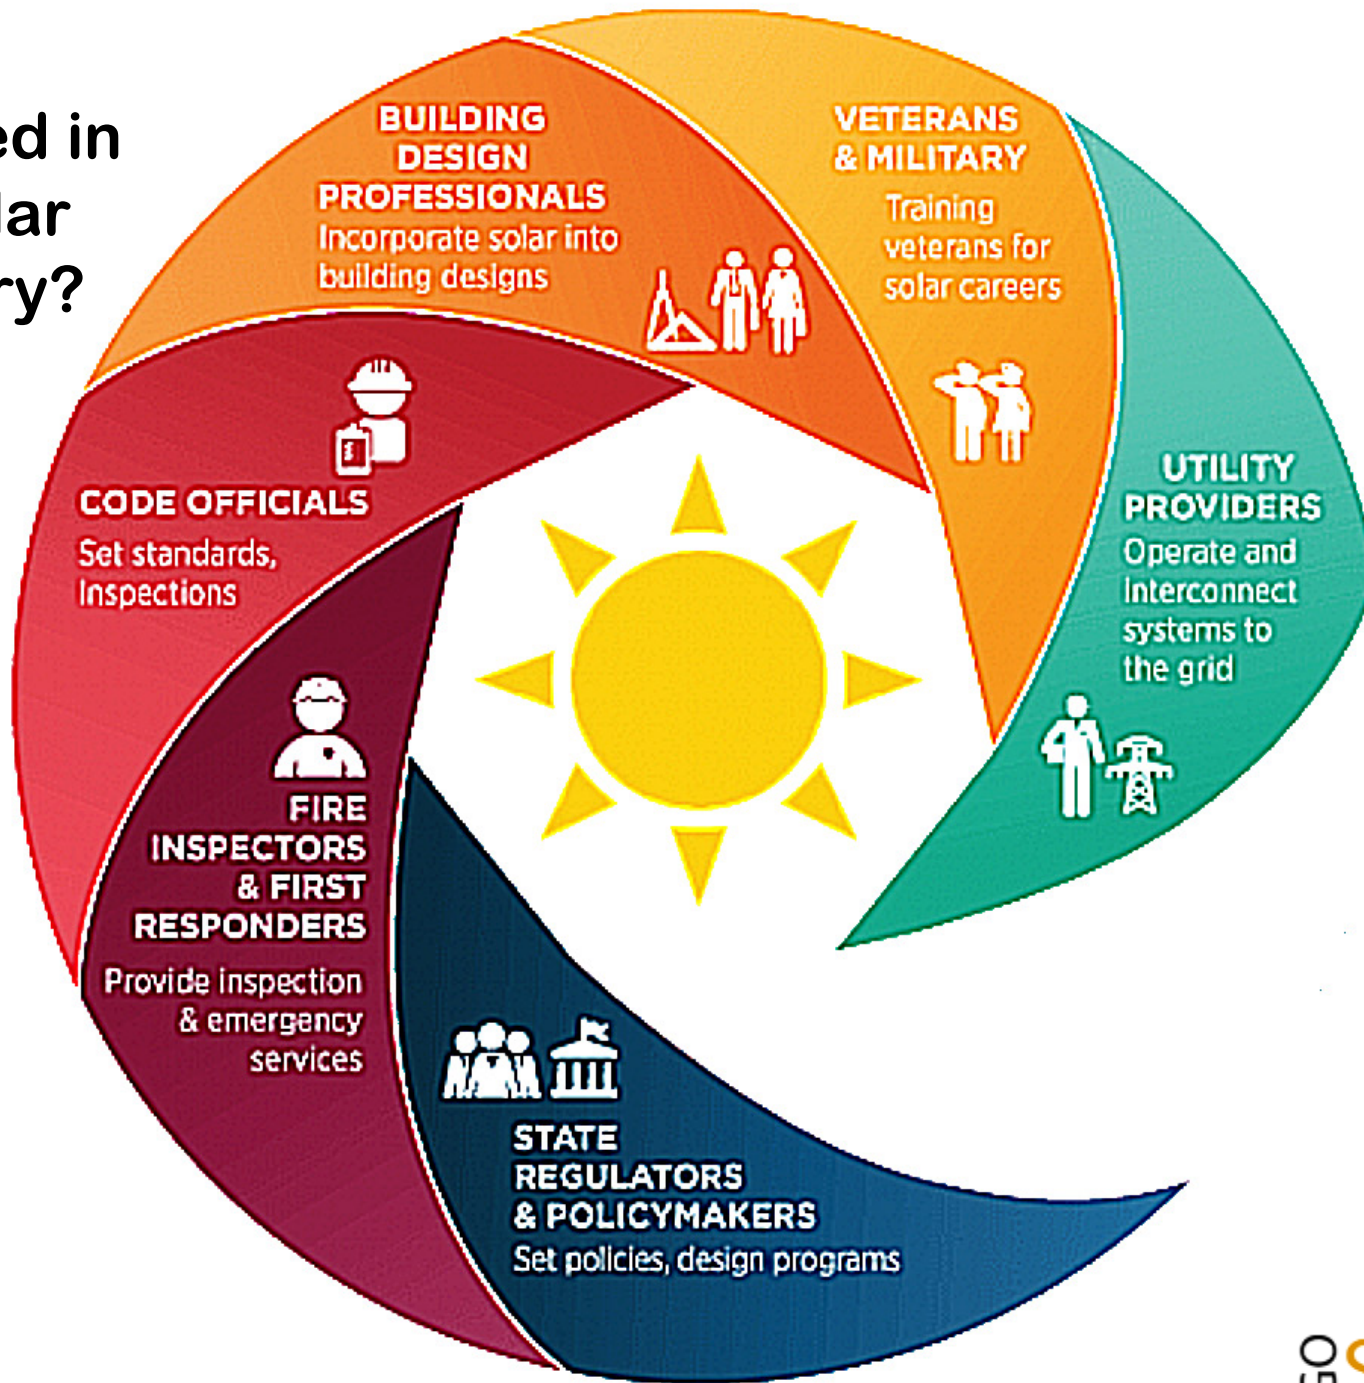 ed in
lar
ry?
BUILDING
DESIGN
PROFESSIONALS
Incorporate solar into
building designs
VETERANS
& MILITARY
Training
veterans for
solar careers
UTILITY
PROVIDERS
Operate and
interconnect
systems to
the grid
CODE OFFICIALS
Set standards,
Inspections
FIRE
INSPECTORS
& FIRST
RESPONDERS
Provide inspection
& emergency
services
STATE
REGULATORS
& POLICYMAKERS
Set policies, design programs